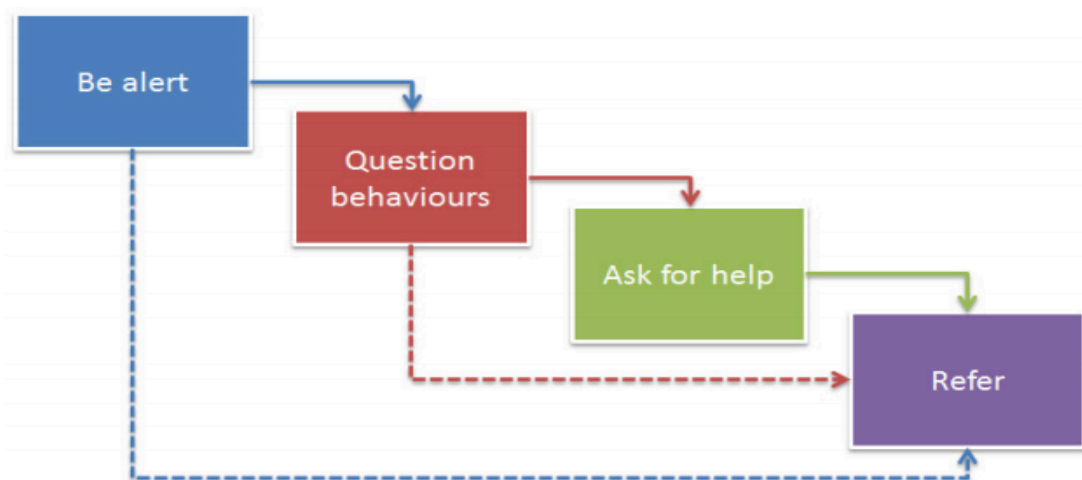 Be alert
Question
behaviours
Ask for help
Refer